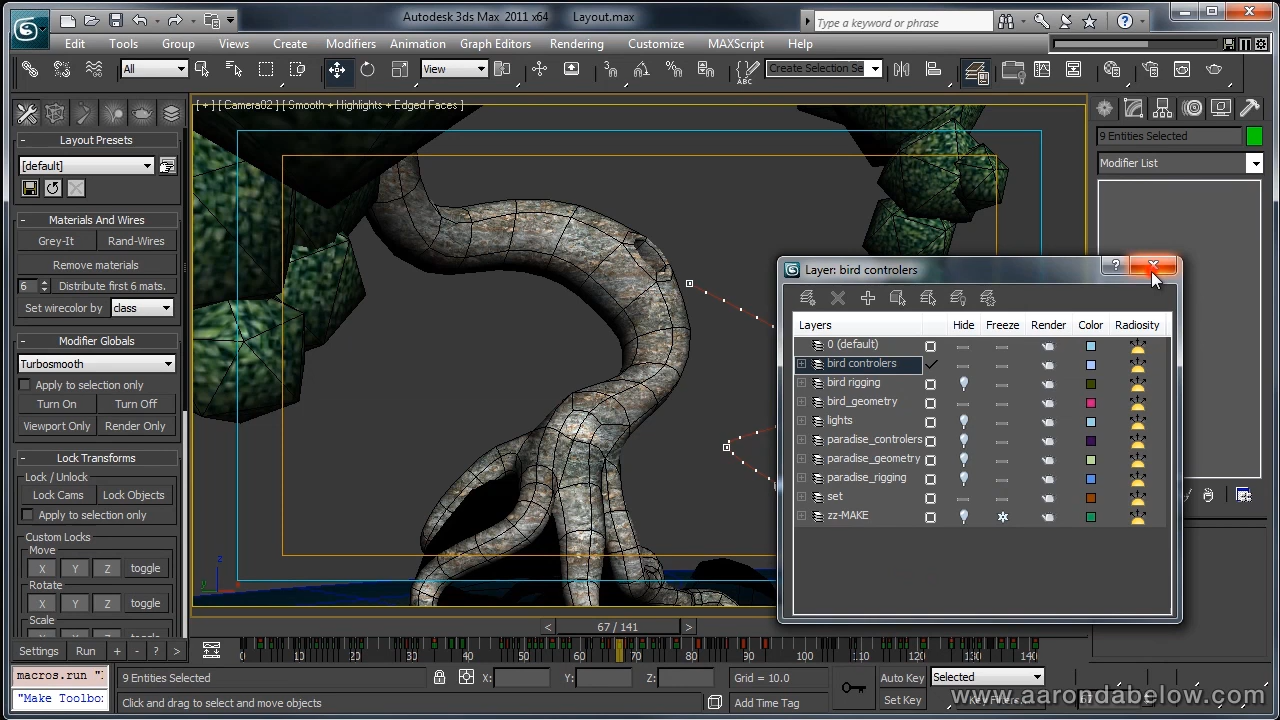 Autodesk 3ds Max 2011 x64 Layout.max
Type a keyword or phrase
Edit Tools Group Views Create Modifiers Animation Graph Editors Rendering Customize MAXScript Help
All
View
Create Selection Se
ABC
[ + ] [ Camera02 ] [ Smooth + Highlights + Edged Faces ]
Layout Presets
[default]
Materials And Wires
Grey-It Rand-Wires
Remove materials
6 Distribute first 6 mats.
Set wirecolor by class
Modifier Globals
Turbosmooth
Apply to selection only
Turn On Turn Off
Viewport Only Render Only
Lock Transforms
Lock / Unlock
Lock Cams Lock Objects
Apply to selection only
Custom Locks
Move
X Y Z toggle
Rotate
X Y Z toggle
Scale
Settings Run + - ? >
9 Entities Selected
Modifier List
Layer: bird controlers
Layers Hide Freeze Render Color Radiosity
0 (default)
bird controlers
bird rigging
bird_geometry
lights
paradise_controlers
paradise_geometry
paradise_rigging
set
zz-MAKE
z
< 67 / 141 >
0 10 20 30 40 50 60 70 80 90 100 110 120 130 140
macros.run "
"Make Toolbo
9 Entities Selected
X: Y: Z:
Grid = 10.0
Auto Key Selected
Click and drag to select and move objects
Add Time Tag
Set Key
Key Filters...
www.aarondabelow.com